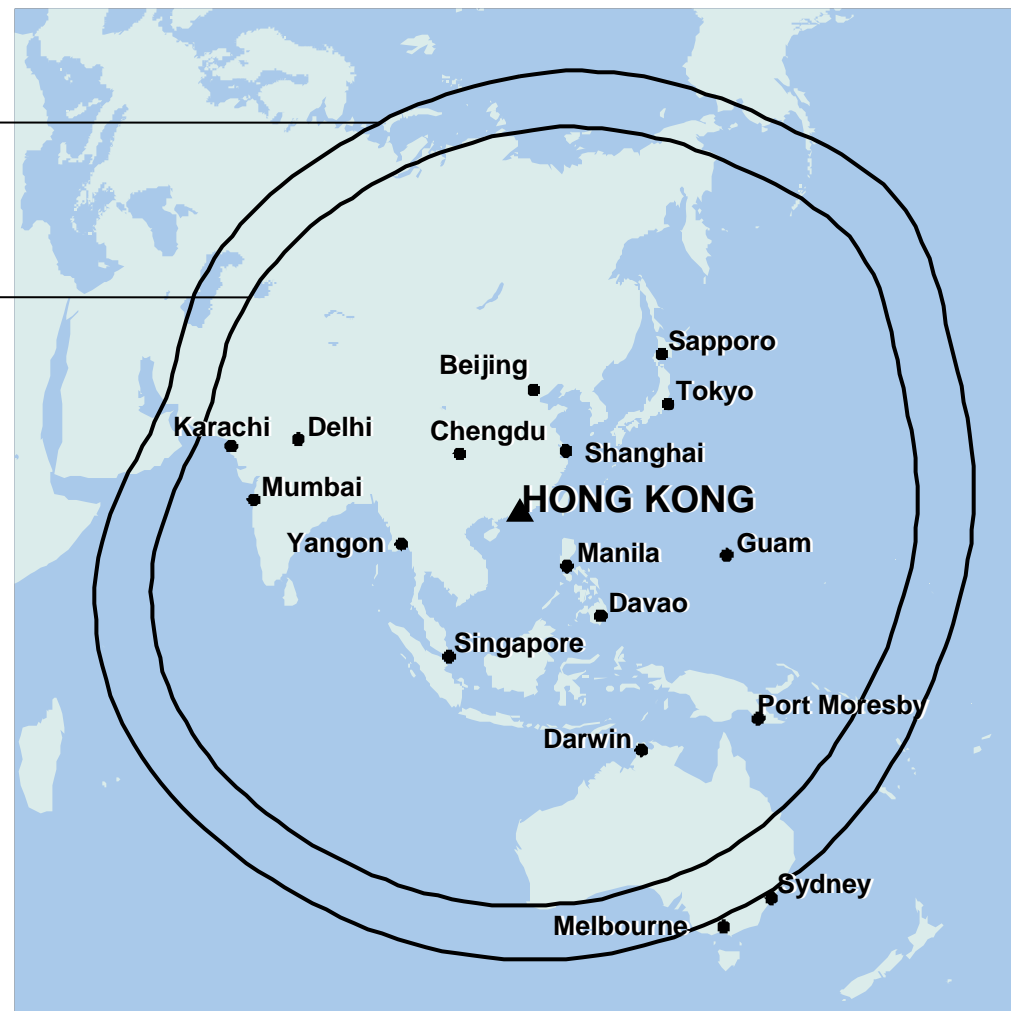 Sapporo
Beijing
Tokyo
Karachi
Delhi
Chengdu
Shanghai
Mumbai
HONG KONG
Yangon
Manila
Guam
Davao
Singapore
Port Moresby
Darwin
Sydney
Melbourne